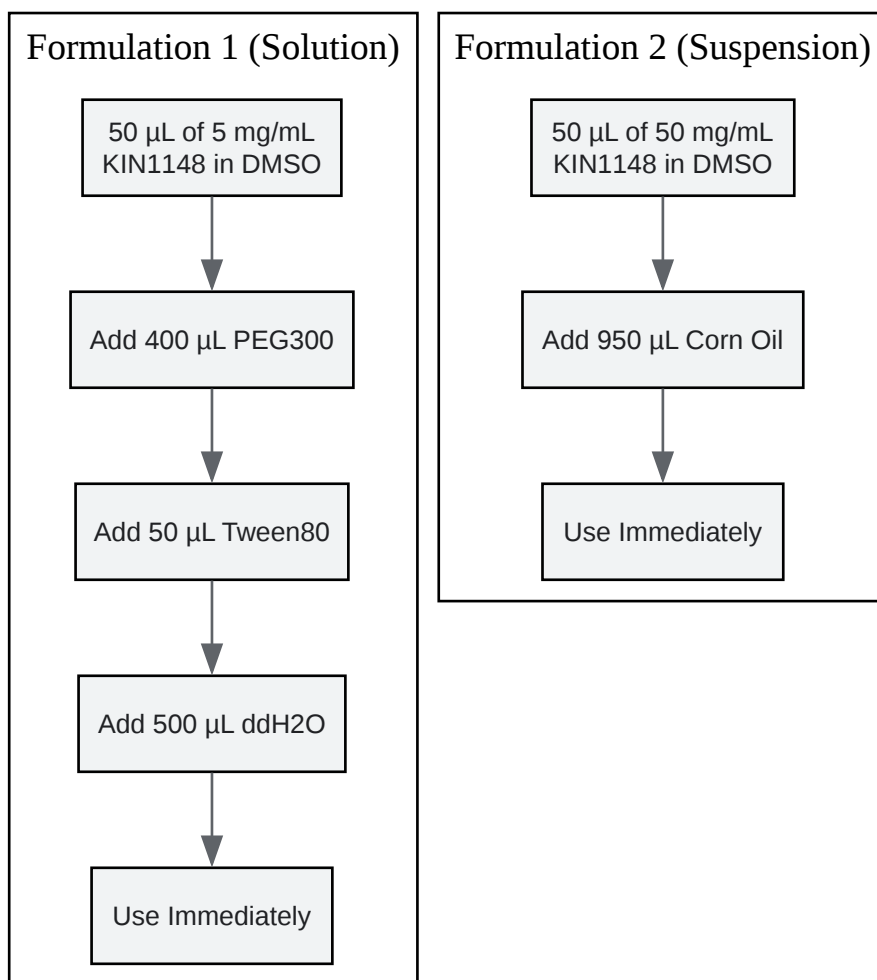 Formulation 1 (Solution)
50 µL of 5 mg/mL
KIN1148 in DMSO
Add 400 µL PEG300
Add 50 µL Tween80
Add 500 µL ddH2O
Use Immediately
Formulation 2 (Suspension)
50 µL of 50 mg/mL
KIN1148 in DMSO
Add 950 µL Corn Oil
Use Immediately